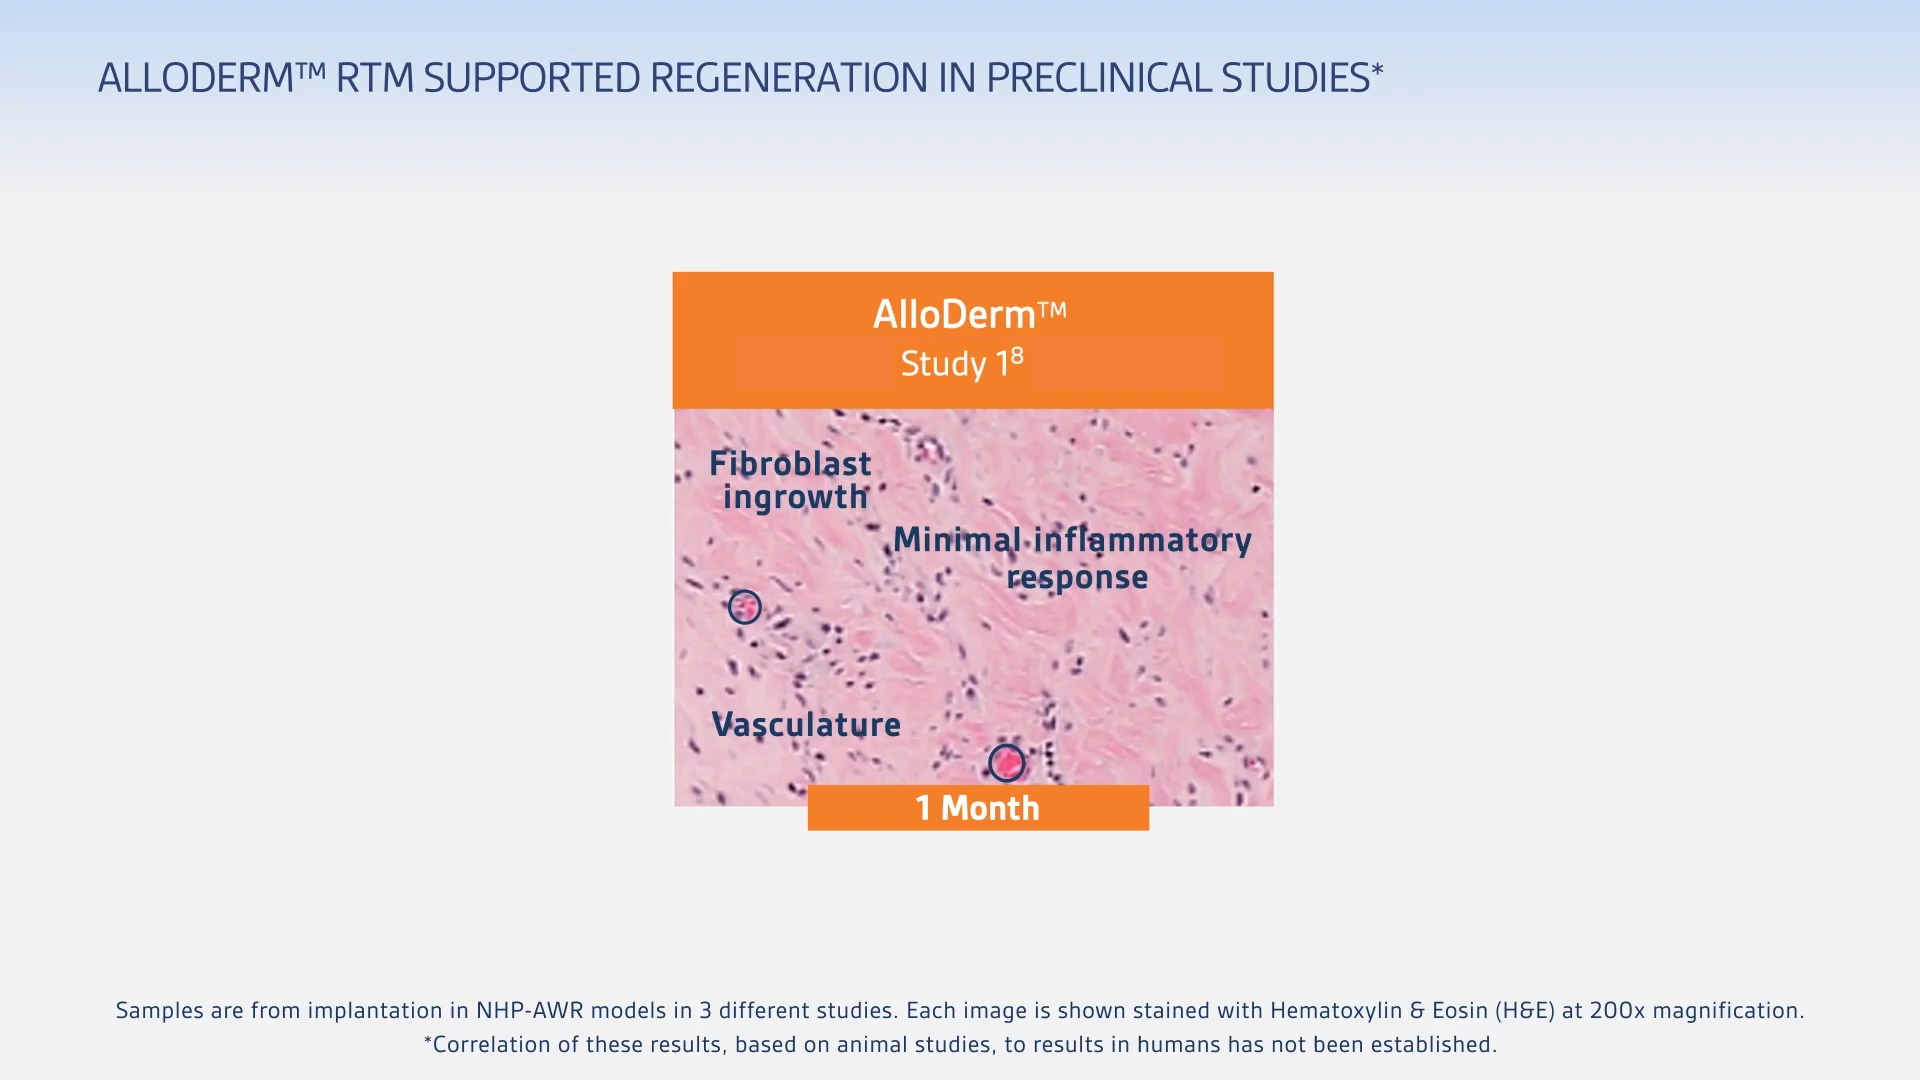 ALLODERM™ RTM SUPPORTED REGENERATION IN PRECLINICAL STUDIES*
AlloDerm™
Study 1⁸
Fibroblast
ingrowth
Minimal inflammatory
response
Vasculature
1 Month
Samples are from implantation in NHP-AWR models in 3 different studies. Each image is shown stained with Hematoxylin & Eosin (H&E) at 200x magnification.
*Correlation of these results, based on animal studies, to results in humans has not been established.